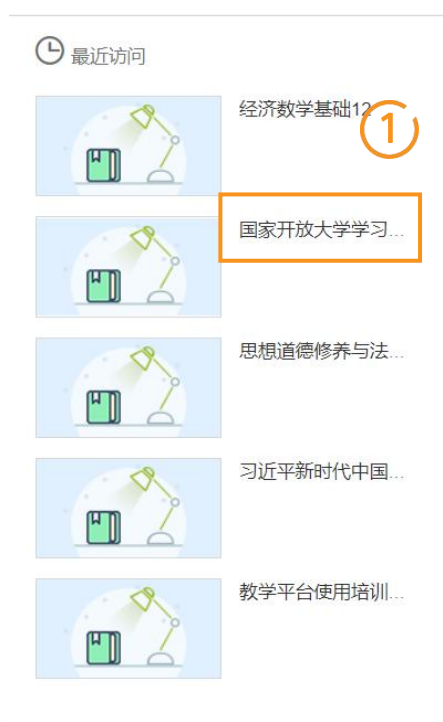 最近访问
经济数学基础12
①
国家开放大学学习...
思想道德修养与法...
习近平新时代中国...
教学平台使用培训...